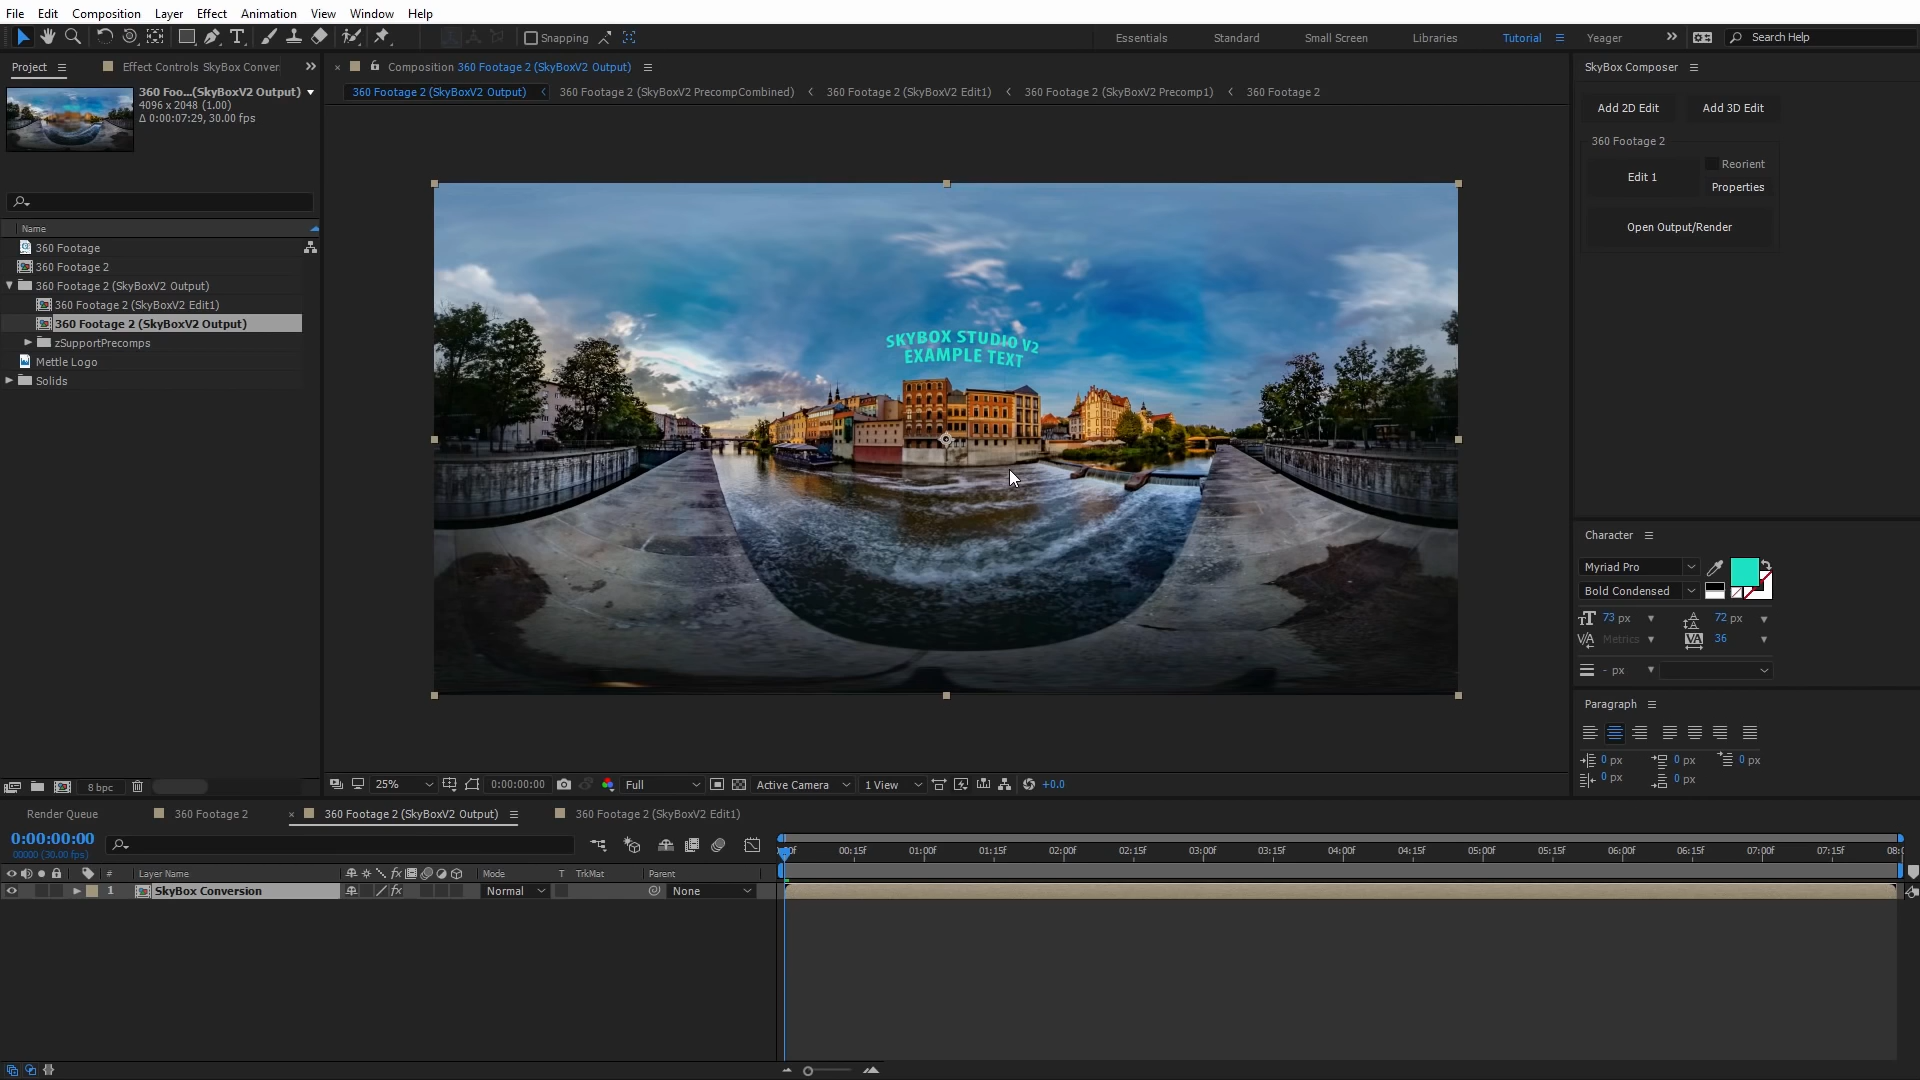 File Edit Composition Layer Effect Animation View Window Help
Snapping
Essentials Standard Small Screen Libraries Tutorial Yeager
Search Help
Project
Effect Controls SkyBox Conver
360 Foo...(SkyBoxV2 Output)
4096 x 2048 (1.00)
Δ 0:00:07:29, 30.00 fps
Name
360 Footage
360 Footage 2
360 Footage 2 (SkyBoxV2 Output)
360 Footage 2 (SkyBoxV2 Edit1)
360 Footage 2 (SkyBoxV2 Output)
zSupportPrecomps
Mettle Logo
Solids
8 bpc
Composition 360 Footage 2 (SkyBoxV2 Output)
360 Footage 2 (SkyBoxV2 Output)
360 Footage 2 (SkyBoxV2 PrecompCombined)
360 Footage 2 (SkyBoxV2 Edit1)
360 Footage 2 (SkyBoxV2 Precomp1)
360 Footage 2
SKYBOX STUDIO V2
EXAMPLE TEXT
25%
0:00:00:00
Full
Active Camera
1 View
+0.0
SkyBox Composer
Add 2D Edit Add 3D Edit
360 Footage 2
Edit 1
Reorient
Properties
Open Output/Render
Character
Myriad Pro
Bold Condensed
73 px 72 px
Metrics 36
- px
Paragraph
0 px 0 px 0 px
0 px 0 px
Render Queue
360 Footage 2
360 Footage 2 (SkyBoxV2 Output)
360 Footage 2 (SkyBoxV2 Edit1)
0:00:00:00
00000 (30.00 fps)
00:15f 01:00f 01:15f 02:00f 02:15f 03:00f 03:15f 04:00f 04:15f 05:00f 05:15f 06:00f 06:15f 07:00f 07:15f
# Layer Name Mode T TrkMat Parent
1 SkyBox Conversion Normal None